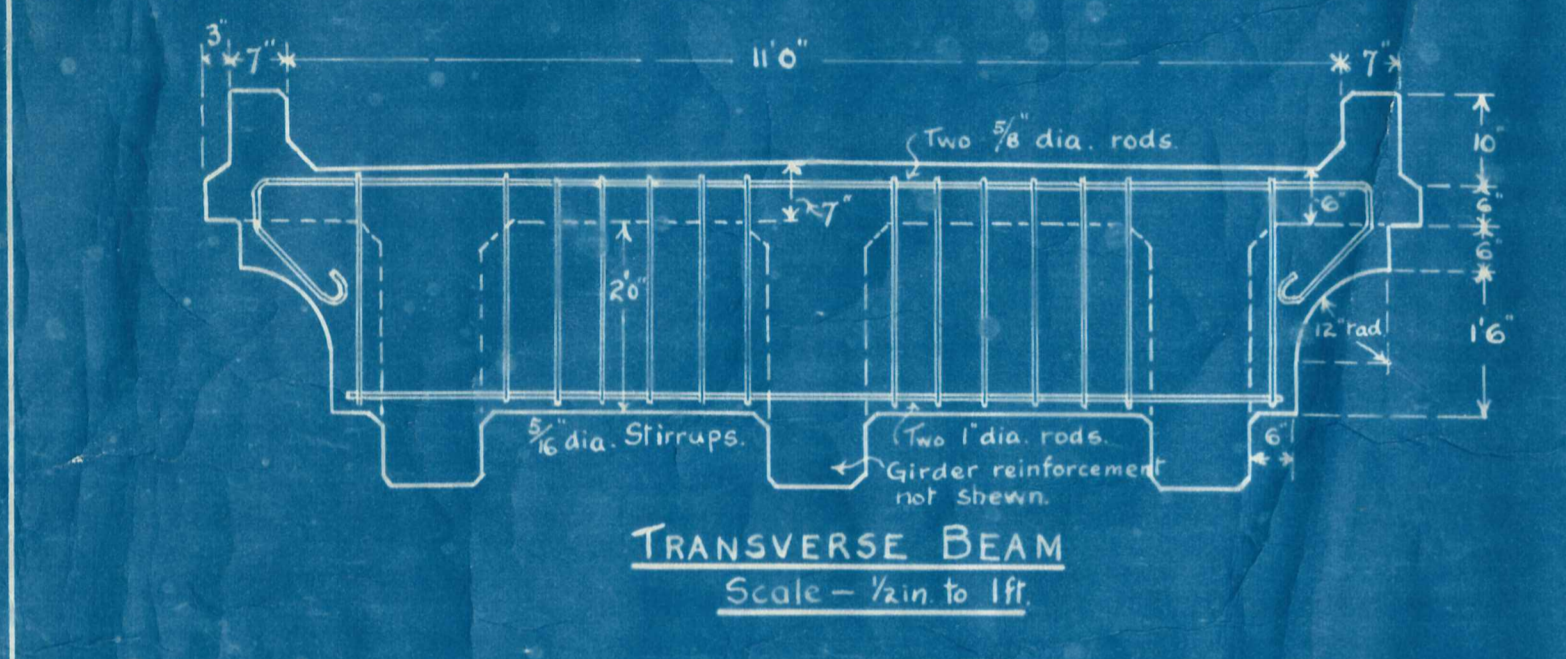 3"
7"
11'0"
7"
10"
Two 5/8" dia. rods.
6"
7"
6"
6"
2'0"
12" rad
1'6"
5/16" dia. Stirrups.
Two 1" dia. rods.
6"
Girder reinforcement
not shewn.
TRANSVERSE BEAM
Scale – 1/2 in. to 1 ft.